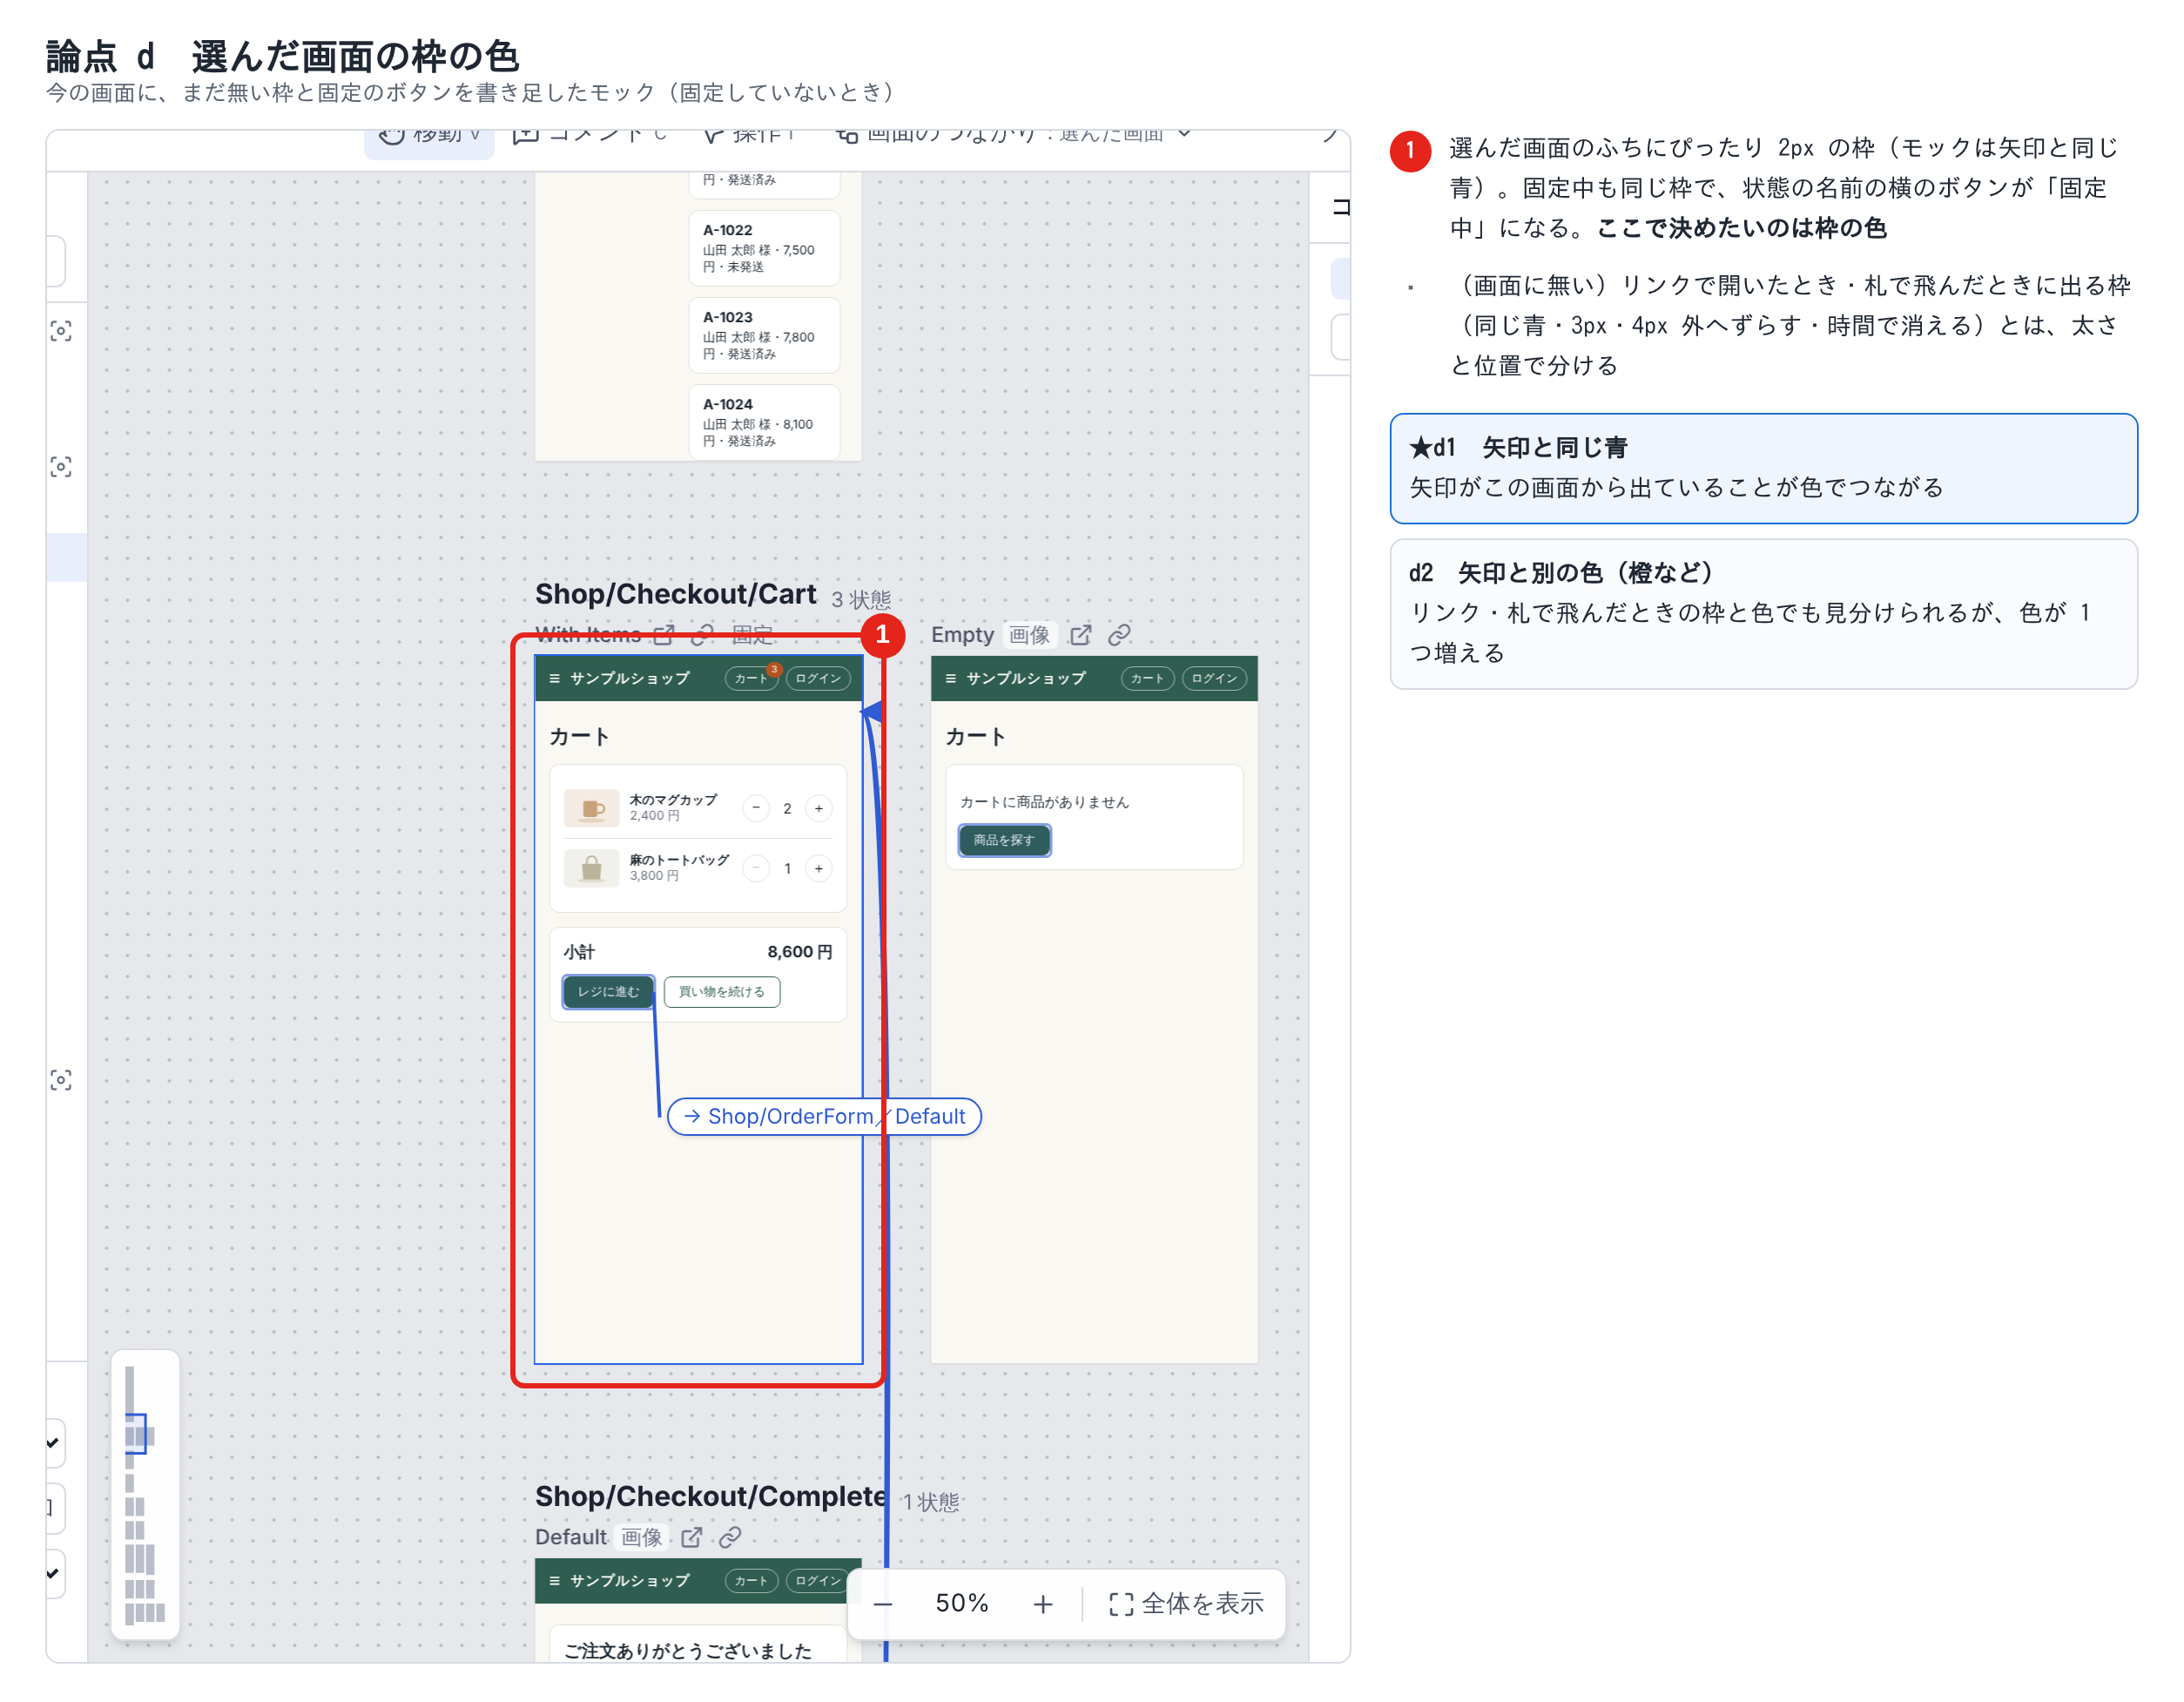 論点 d　選んだ画面の枠の色
今の画面に、まだ無い枠と固定のボタンを書き足したモック（固定していないとき）
移動 V
コメント C
操作 I
画面のつながり : 選んだ画面
コ
円・発送済み
A-1022
山田 太郎 様・7,500
円・未発送
A-1023
山田 太郎 様・7,800
円・発送済み
A-1024
山田 太郎 様・8,100
円・発送済み
Shop/Checkout/Cart 3 状態
With Items 固定
1
Empty 画像
サンプルショップ カート 3 ログイン
カート
木のマグカップ
2,400 円
− 2 +
麻のトートバッグ
3,800 円
− 1 +
小計 8,600 円
レジに進む 買い物を続ける
→ Shop/OrderForm／Default
サンプルショップ カート ログイン
カート
カートに商品がありません
商品を探す
Shop/Checkout/Complete 1 状態
Default 画像
サンプルショップ カート ログイン
ご注文ありがとうございました
− 50% + 全体を表示
1 選んだ画面のふちにぴったり 2px の枠（モックは矢印と同じ
青）。固定中も同じ枠で、状態の名前の横のボタンが「固定
中」になる。ここで決めたいのは枠の色
・ （画面に無い）リンクで開いたとき・札で飛んだときに出る枠
（同じ青・3px・4px 外へずらす・時間で消える）とは、太さ
と位置で分ける
★d1　矢印と同じ青
矢印がこの画面から出ていることが色でつながる
d2　矢印と別の色（橙など）
リンク・札で飛んだときの枠と色でも見分けられるが、色が 1
つ増える